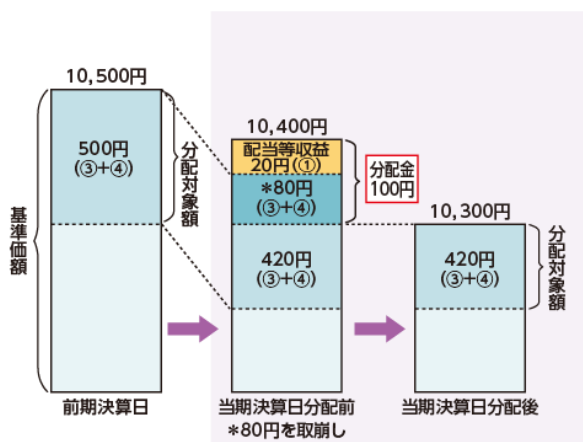 10,500円
500円
(③+④)
分配対象額
基準価額
前期決算日
10,400円
配当等収益
20円(①)
*80円
(③+④)
420円
(③+④)
分配金
100円
当期決算日分配前
*80円を取崩し
10,300円
420円
(③+④)
分配対象額
当期決算日分配後